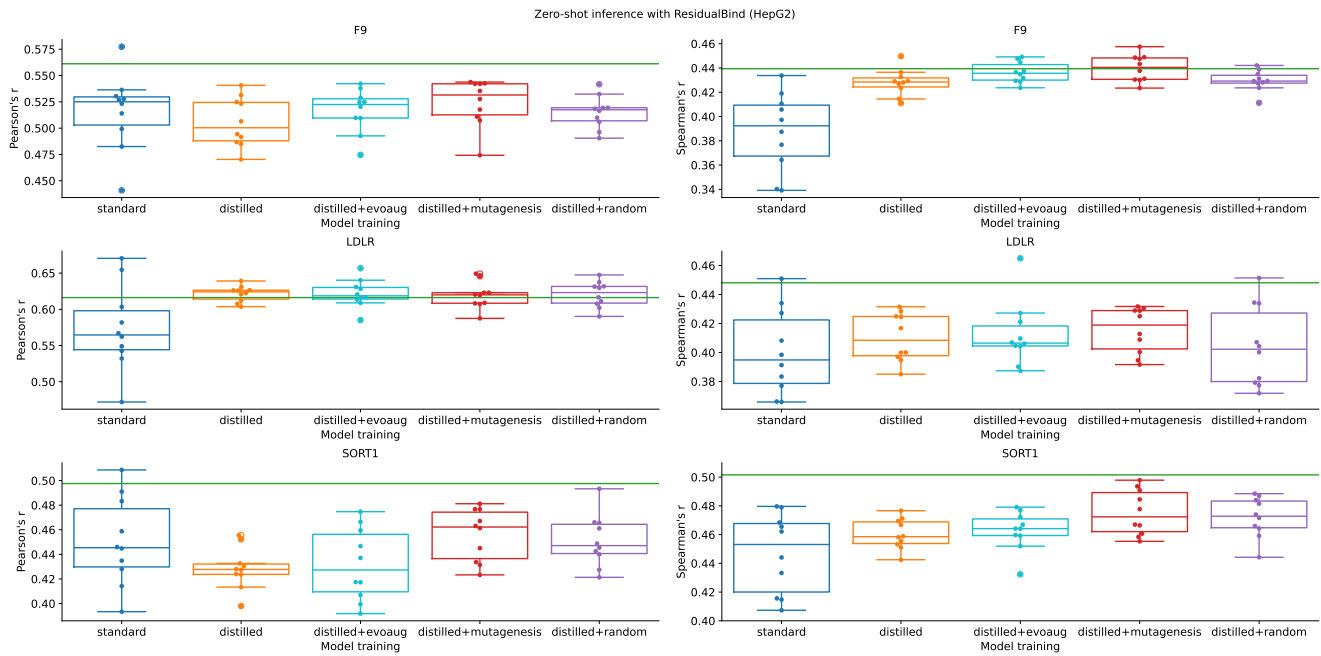 Zero-shot inference with ResidualBind (HepG2)
F9
Pearson's r
0.575
0.550
0.525
0.500
0.475
0.450
standard distilled distilled+evoaug distilled+mutagenesis distilled+random
Model training
F9
Spearman's r
0.46
0.44
0.42
0.40
0.38
0.36
0.34
standard distilled distilled+evoaug distilled+mutagenesis distilled+random
Model training
LDLR
Pearson's r
0.65
0.60
0.55
0.50
standard distilled distilled+evoaug distilled+mutagenesis distilled+random
Model training
LDLR
Spearman's r
0.46
0.44
0.42
0.40
0.38
standard distilled distilled+evoaug distilled+mutagenesis distilled+random
Model training
SORT1
Pearson's r
0.50
0.48
0.46
0.44
0.42
0.40
standard distilled distilled+evoaug distilled+mutagenesis distilled+random
Model training
SORT1
Spearman's r
0.50
0.48
0.46
0.44
0.42
0.40
standard distilled distilled+evoaug distilled+mutagenesis distilled+random
Model training